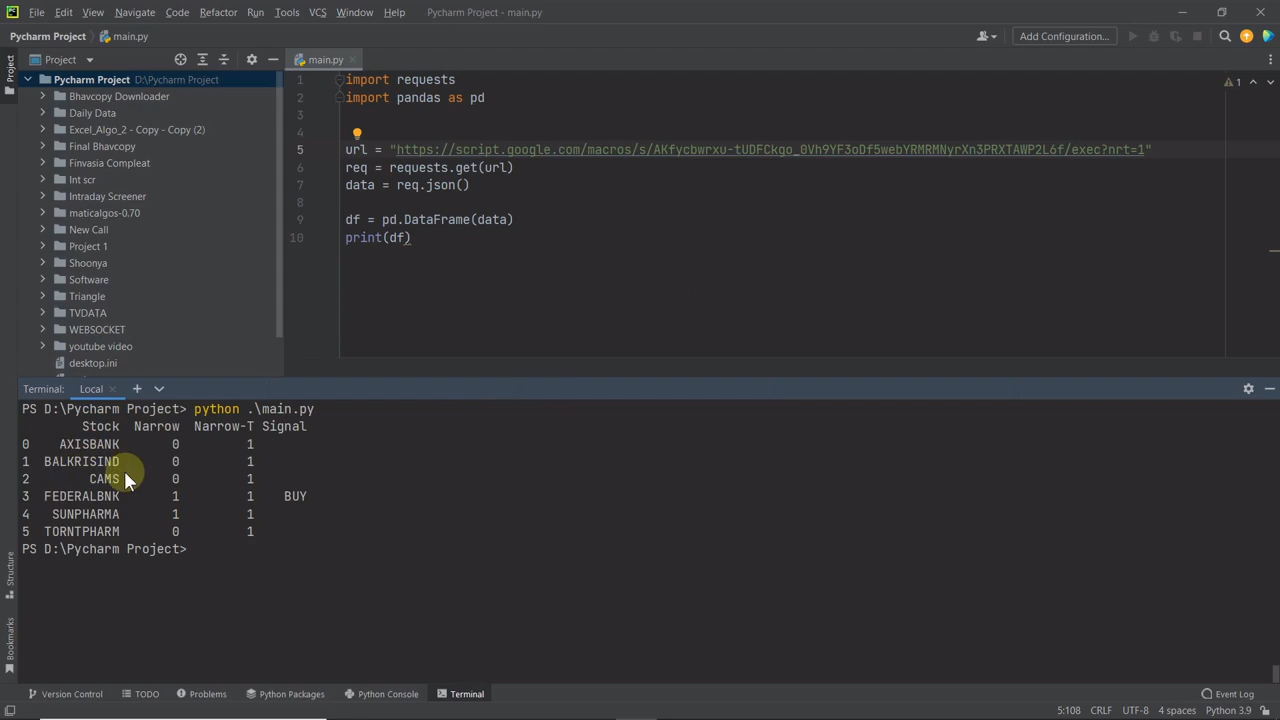 File Edit View Navigate Code Refactor Run Tools VCS Window Help Pycharm Project - main.py
Pycharm Project main.py Add Configuration...
Project main.py
Project
Pycharm Project D:\Pycharm Project
Bhavcopy Downloader
Daily Data
Excel_Algo_2 - Copy - Copy (2)
Final Bhavcopy
Finvasia Compleat
Int scr
Intraday Screener
maticalgos-0.70
New Call
Project 1
Shoonya
Software
Triangle
TVDATA
WEBSOCKET
youtube video
desktop.ini
1 import requests
2 import pandas as pd
3
4
5 url = "https://script.google.com/macros/s/AKfycbwrxu-tUDFCkgo_0Vh9YF3oDf5webYRMRMNyrXn3PRXTAWP2L6f/exec?nrt=1"
6 req = requests.get(url)
7 data = req.json()
8
9 df = pd.DataFrame(data)
10 print(df)
1
Terminal: Local
PS D:\Pycharm Project> python .\main.py
Stock Narrow Narrow-T Signal
0 AXISBANK 0 1
1 BALKRISIND 0 1
2 CAMS 0 1
3 FEDERALBNK 1 1 BUY
4 SUNPHARMA 1 1
5 TORNTPHARM 0 1
PS D:\Pycharm Project>
Structure
Bookmarks
Version Control TODO Problems Python Packages Python Console Terminal Event Log
5:108 CRLF UTF-8 4 spaces Python 3.9